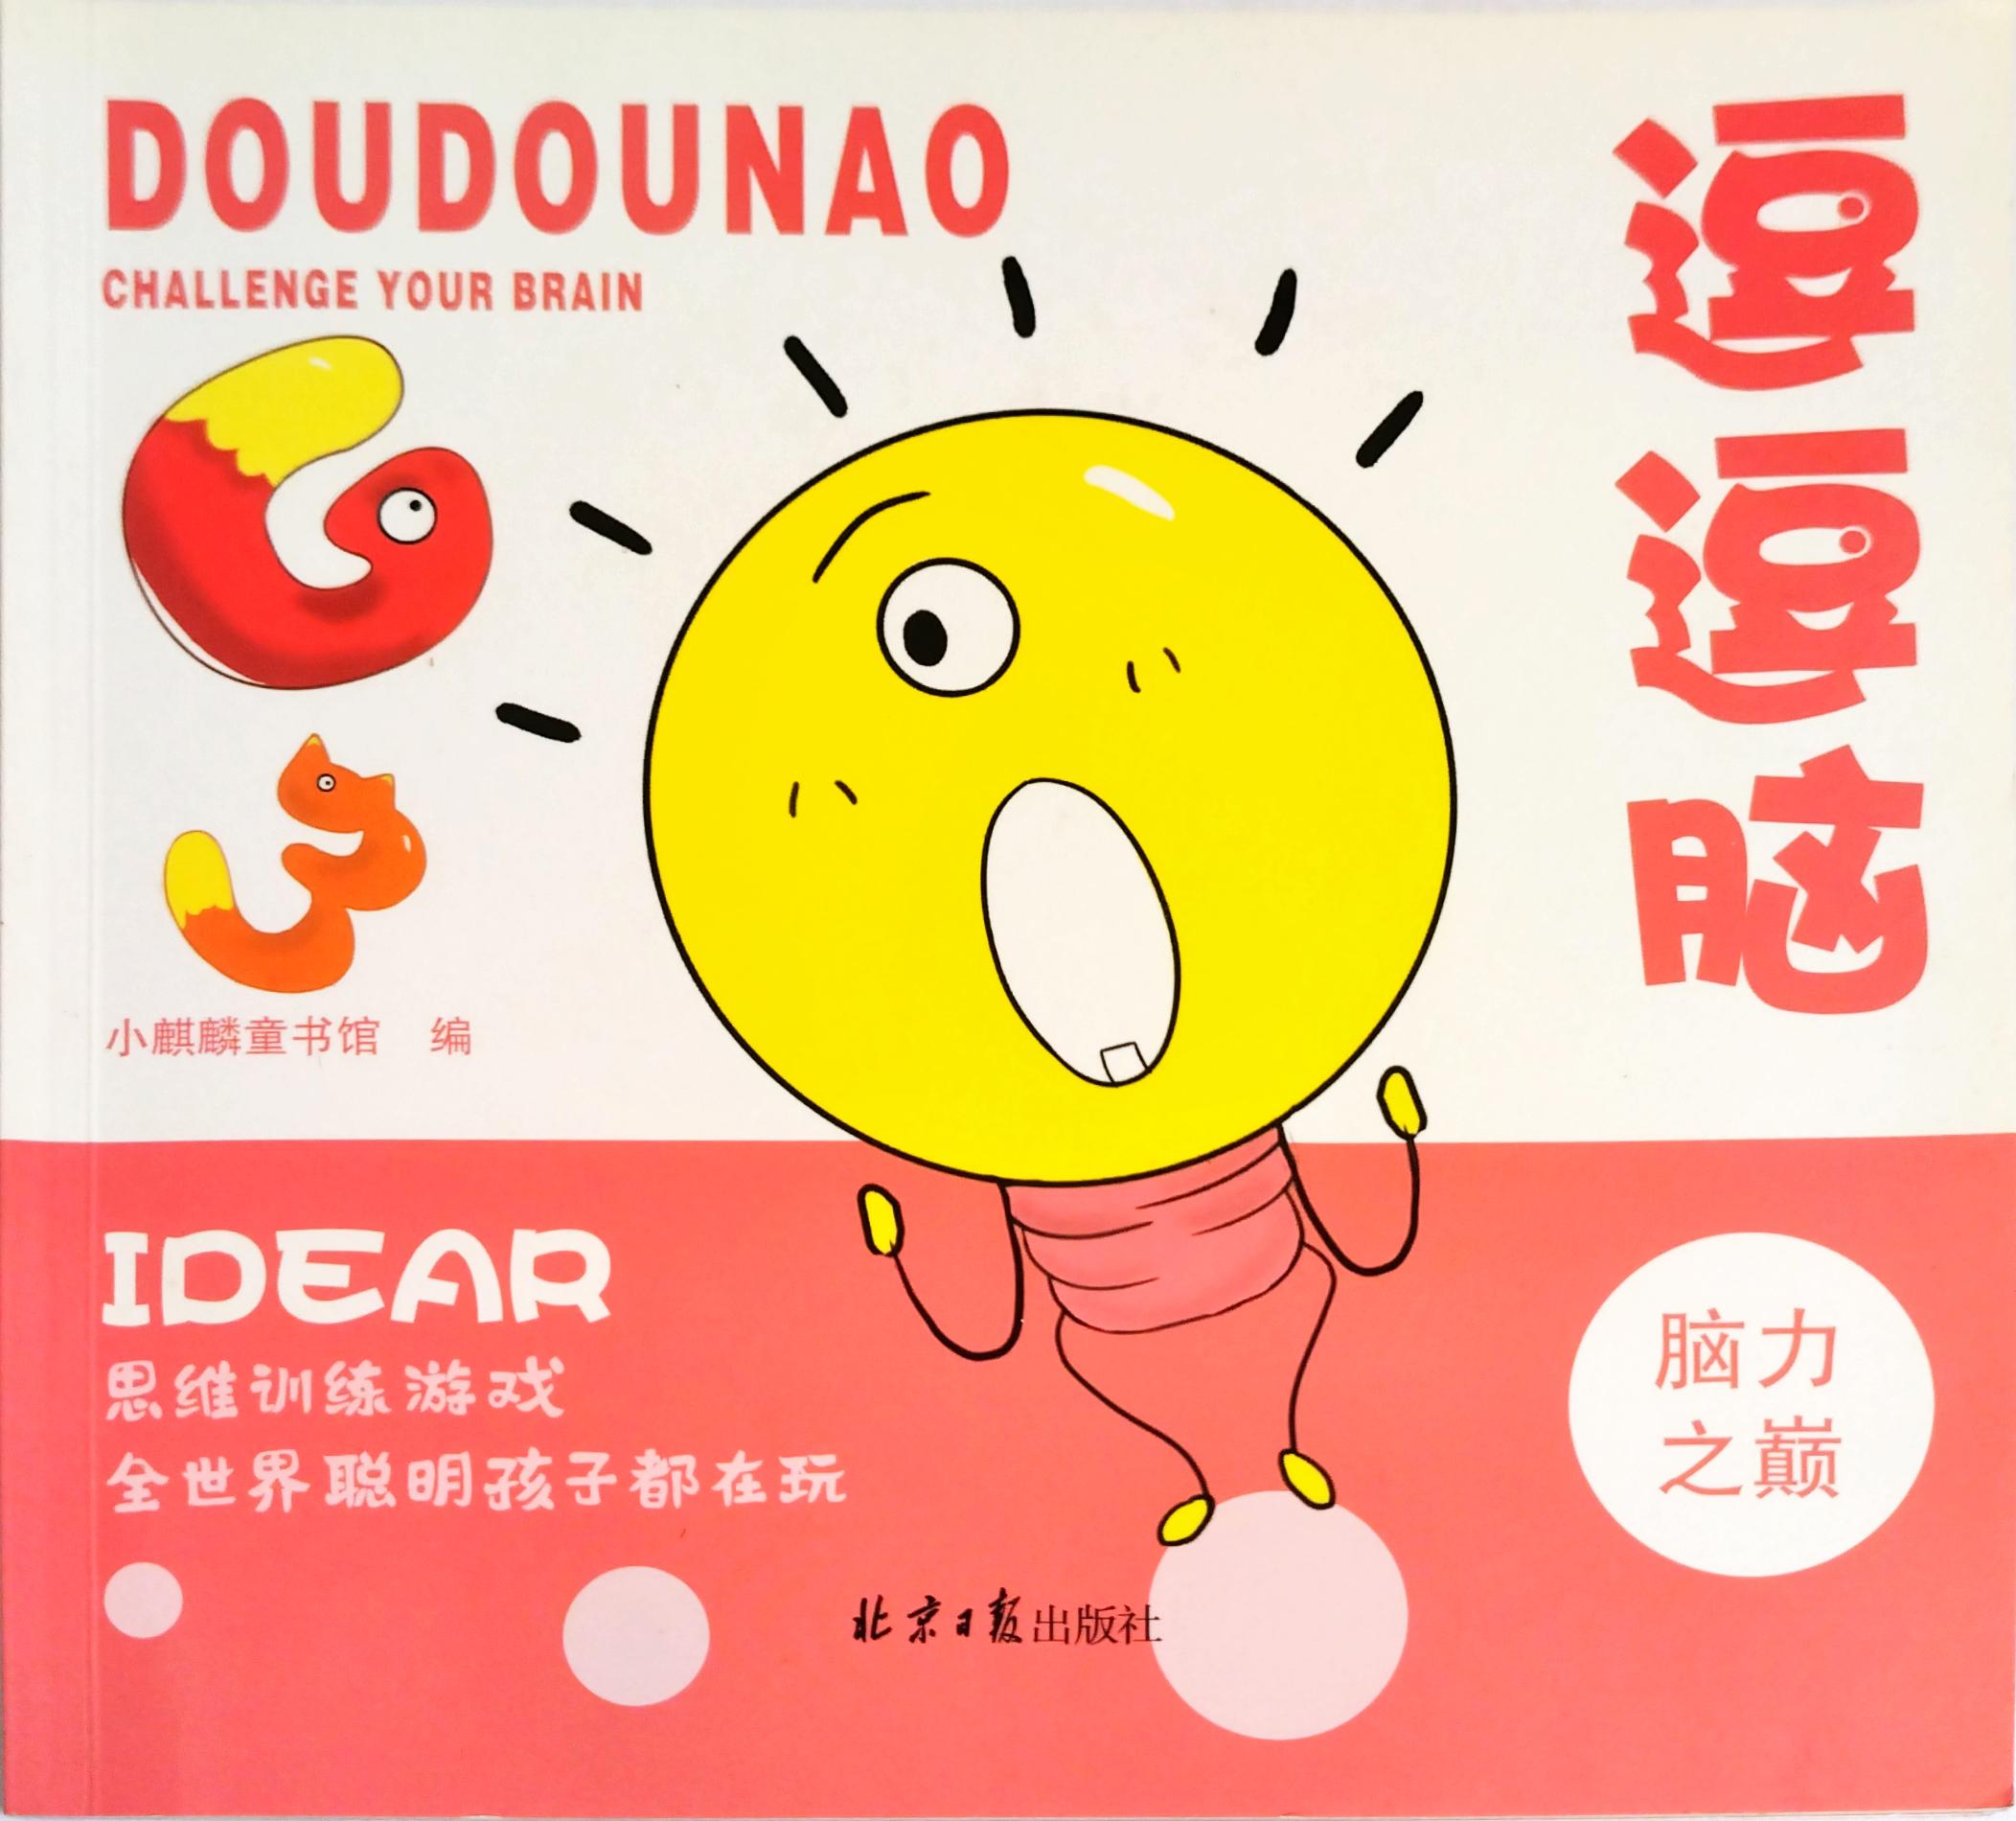 DOUDOUNAO
CHALLENGE YOUR BRAIN
逗逗脑
小麒麟童书馆 编
IDEAR
思维训练游戏
全世界聪明孩子都在玩
脑力
之巅
北京日报出版社